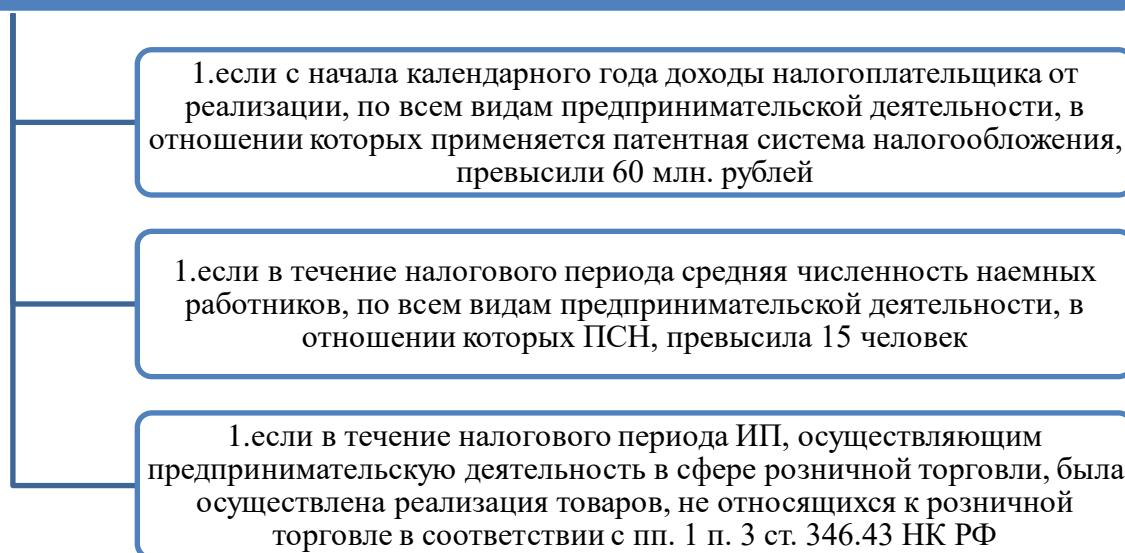 1.если с начала календарного года доходы налогоплательщика от
реализации, по всем видам предпринимательской деятельности, в
отношении которых применяется патентная система налогообложения,
превысили 60 млн. рублей
1.если в течение налогового периода средняя численность наемных
работников, по всем видам предпринимательской деятельности, в
отношении которых ПСН, превысила 15 человек
1.если в течение налогового периода ИП, осуществляющим
предпринимательскую деятельность в сфере розничной торговли, была
осуществлена реализация товаров, не относящихся к розничной
торговле в соответствии с пп. 1 п. 3 ст. 346.43 НК РФ